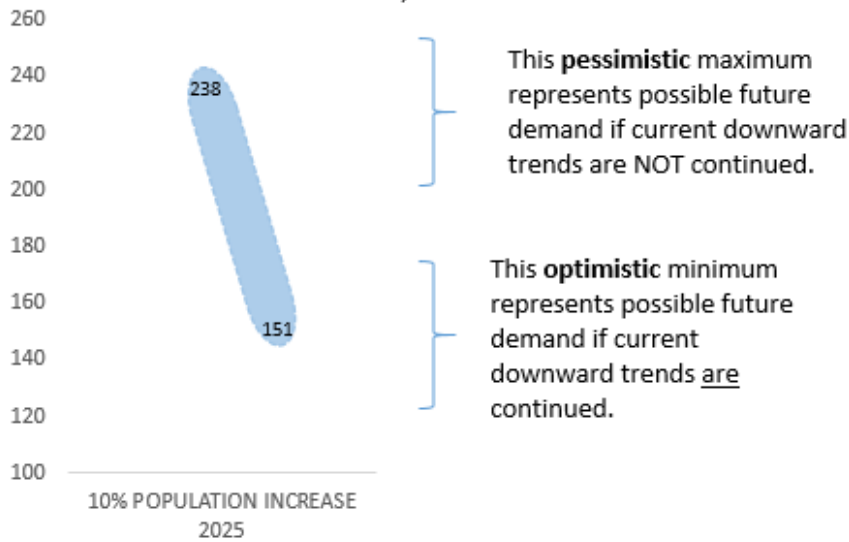 260
240
220
200
180
160
140
120
100
238
151
10% POPULATION INCREASE
2025
This pessimistic maximum
represents possible future
demand if current downward
trends are NOT continued.
This optimistic minimum
represents possible future
demand if current
downward trends are
continued.